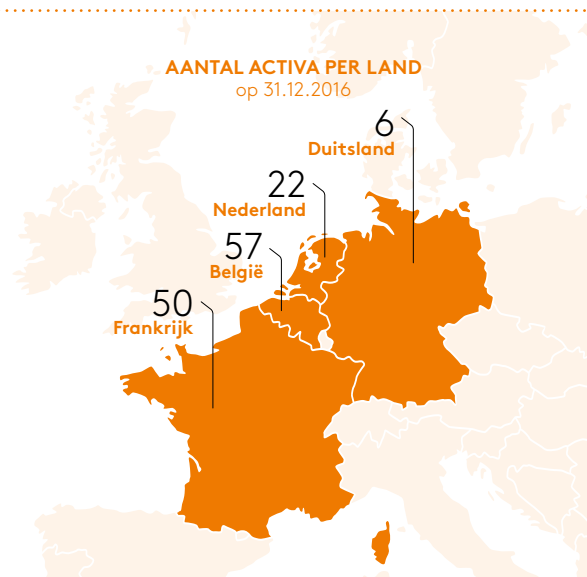 AANTAL ACTIVA PER LAND
op 31.12.2016
6
Duitsland
22
Nederland
57
België
50
Frankrijk